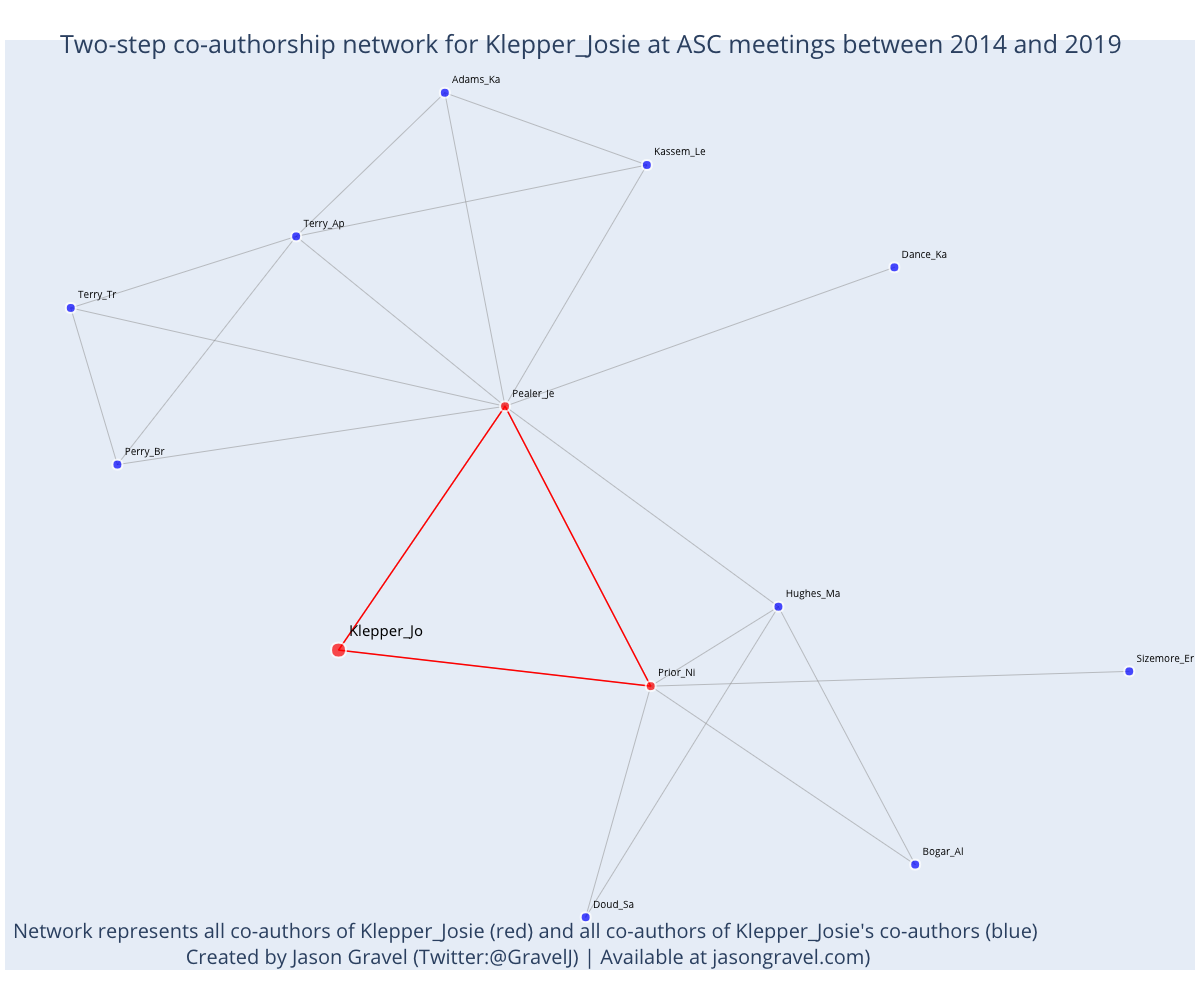 Two-step co-authorship network for Klepper_Josie at ASC meetings between 2014 and 2019
Adams_Ka
Kassem_Le
Terry_Ap
Dance_Ka
Terry_Tr
Pealer_Je
Perry_Br
Hughes_Ma
Klepper_Jo
Sizemore_Er
Prior_Ni
Bogar_Al
Doud_Sa
Network represents all co-authors of Klepper_Josie (red) and all co-authors of Klepper_Josie's co-authors (blue)
Created by Jason Gravel (Twitter:@GravelJ) | Available at jasongravel.com)